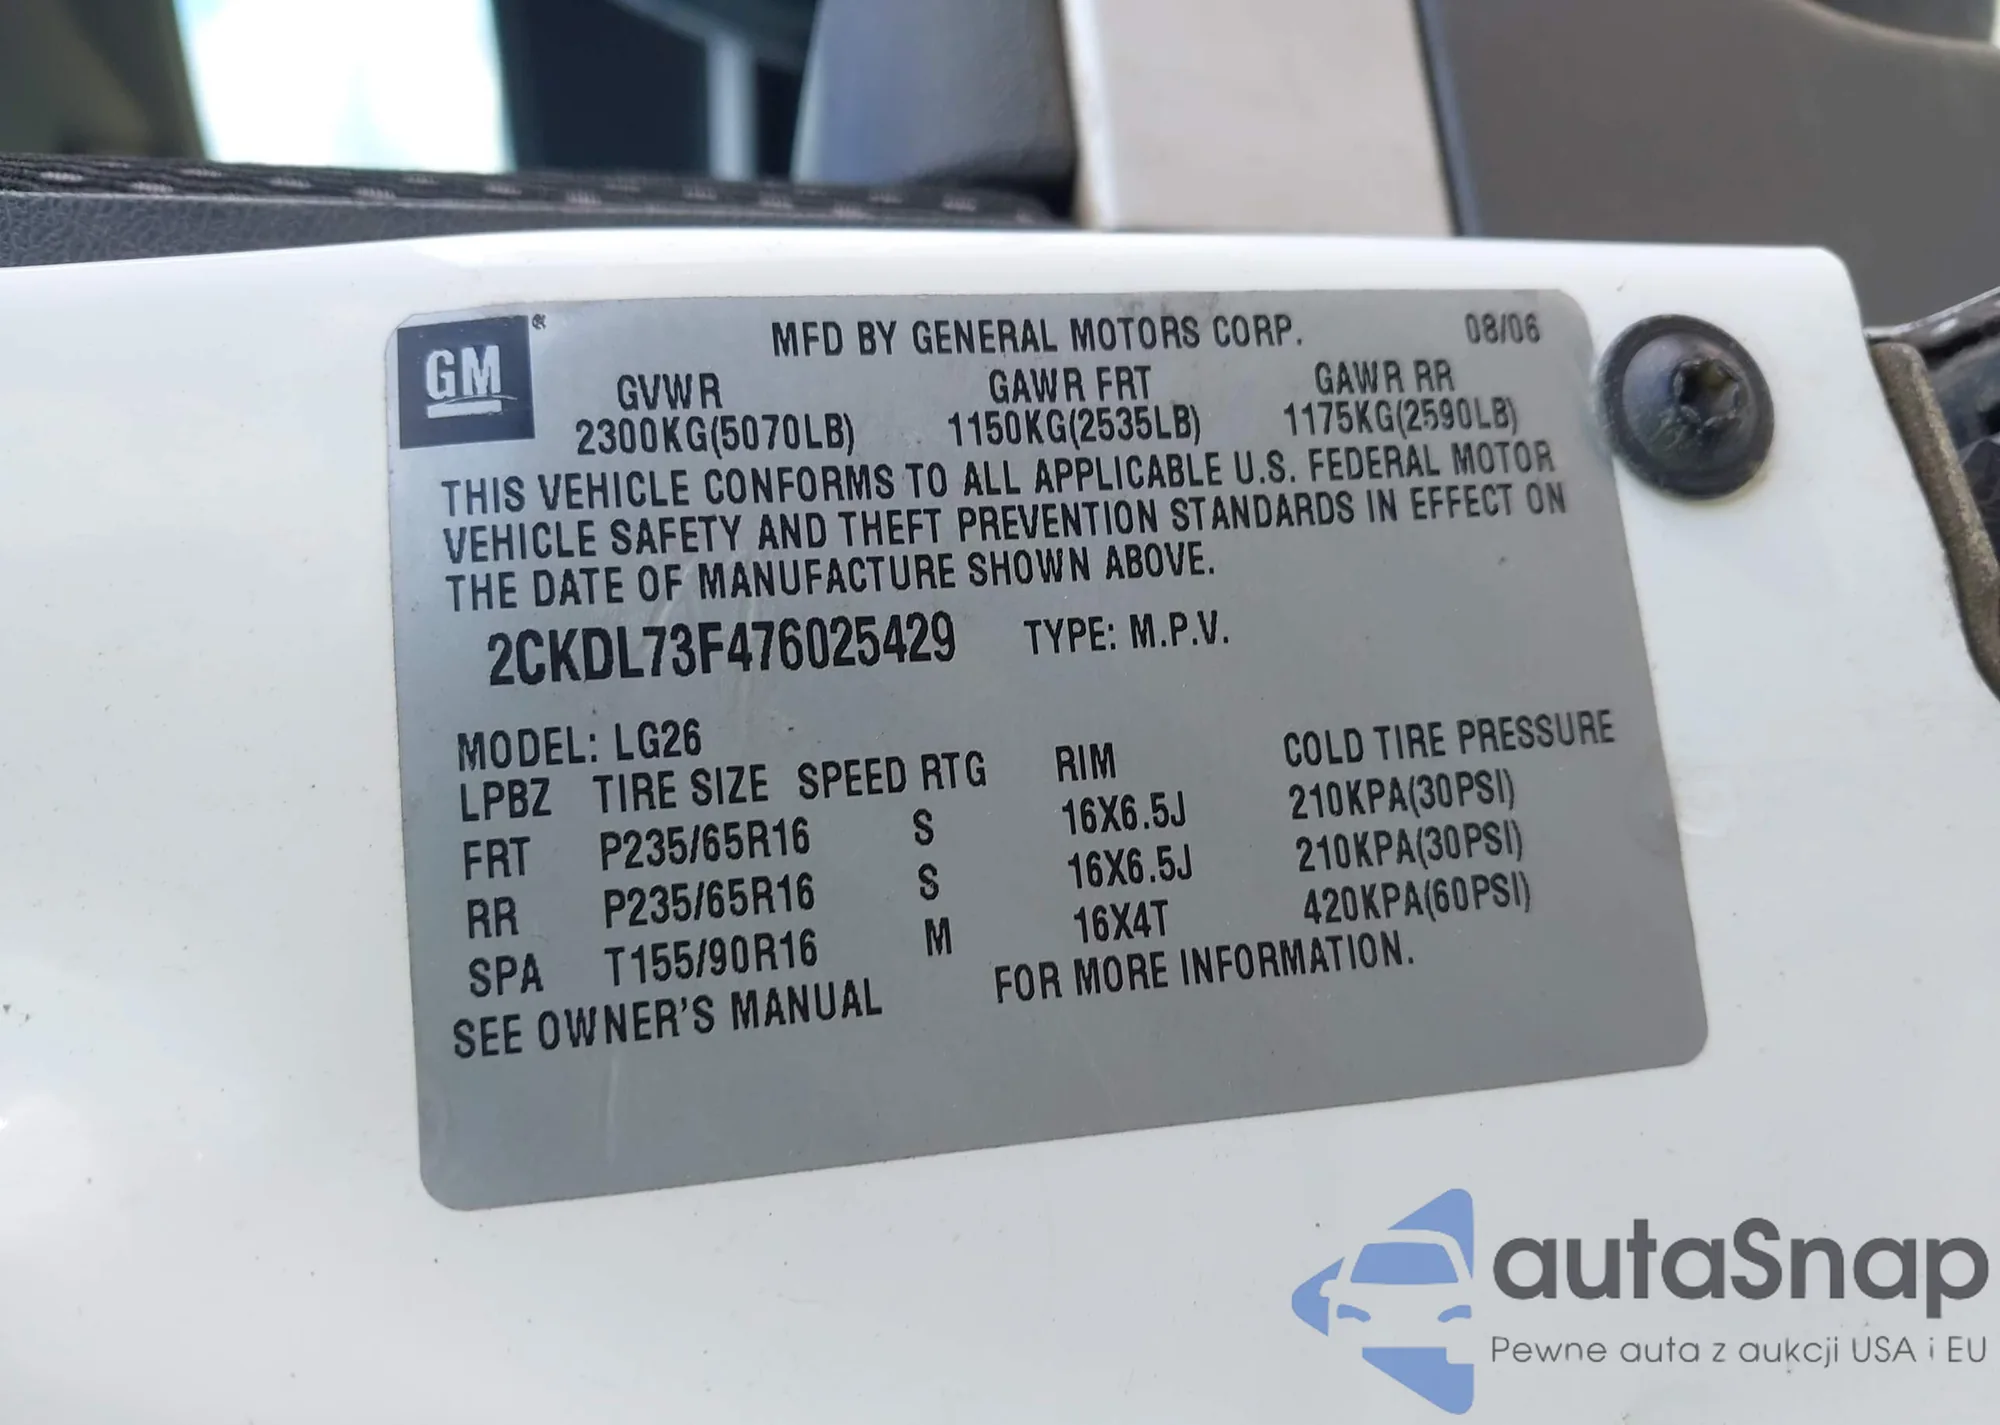 GM ®
MFD BY GENERAL MOTORS CORP. 08/06
GVWR GAWR FRT GAWR RR
2300KG(5070LB) 1150KG(2535LB) 1175KG(2590LB)
THIS VEHICLE CONFORMS TO ALL APPLICABLE U.S. FEDERAL MOTOR
VEHICLE SAFETY AND THEFT PREVENTION STANDARDS IN EFFECT ON
THE DATE OF MANUFACTURE SHOWN ABOVE.
2CKDL73F476025429 TYPE: M.P.V.
MODEL: LG26
LPBZ TIRE SIZE SPEED RTG RIM COLD TIRE PRESSURE
FRT P235/65R16 S 16X6.5J 210KPA(30PSI)
RR P235/65R16 S 16X6.5J 210KPA(30PSI)
SPA T155/90R16 M 16X4T 420KPA(60PSI)
SEE OWNER'S MANUAL FOR MORE INFORMATION.
autaSnap
Pewne auta z aukcji USA i EU